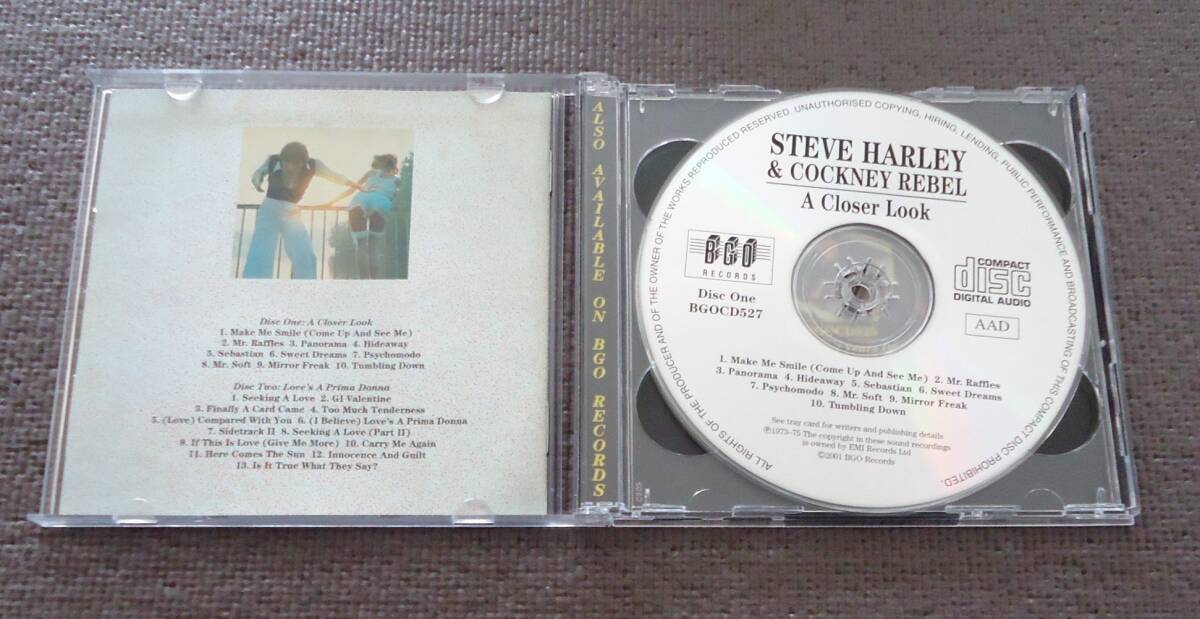 Disc One: A Closer Look
1. Make Me Smile (Come Up And See Me)
2. Mr. Raffles 3. Panorama 4. Hideaway
5. Sebastian 6. Sweet Dreams 7. Psychomodo
8. Mr. Soft 9. Mirror Freak 10. Tumbling Down
Disc Two: Love's A Prima Donna
1. Seeking A Love 2. GI Valentine
3. Finally A Card Came 4. Too Much Tenderness
5. (Love) Compared With You 6. (I Believe) Love's A Prima Donna
7. Sidetrack II 8. Seeking A Love (Part II)
9. If This Is Love (Give Me More) 10. Carry Me Again
11. Here Comes The Sun 12. Innocence And Guilt
13. Is It True What They Say?
ALSO AVAILABLE ON BGO RECORDS
ALL RIGHTS OF THE PRODUCER AND OF THE OWNER OF THE WORKS REPRODUCED RESERVED. UNAUTHORISED COPYING, HIRING, LENDING, PUBLIC PERFORMANCE AND BROADCASTING OF THIS COMPACT DISC PROHIBITED.
STEVE HARLEY
& COCKNEY REBEL
A Closer Look
BGO
RECORDS
Disc One
BGOCD527
COMPACT
disc
DIGITAL AUDIO
AAD
1. Make Me Smile (Come Up And See Me) 2. Mr. Raffles
3. Panorama 4. Hideaway 5. Sebastian 6. Sweet Dreams
7. Psychomodo 8. Mr. Soft 9. Mirror Freak
10. Tumbling Down
See tray card for writers and publishing details
℗1973-75 The copyright in these sound recordings
is owned by EMI Records Ltd
©2001 BGO Records